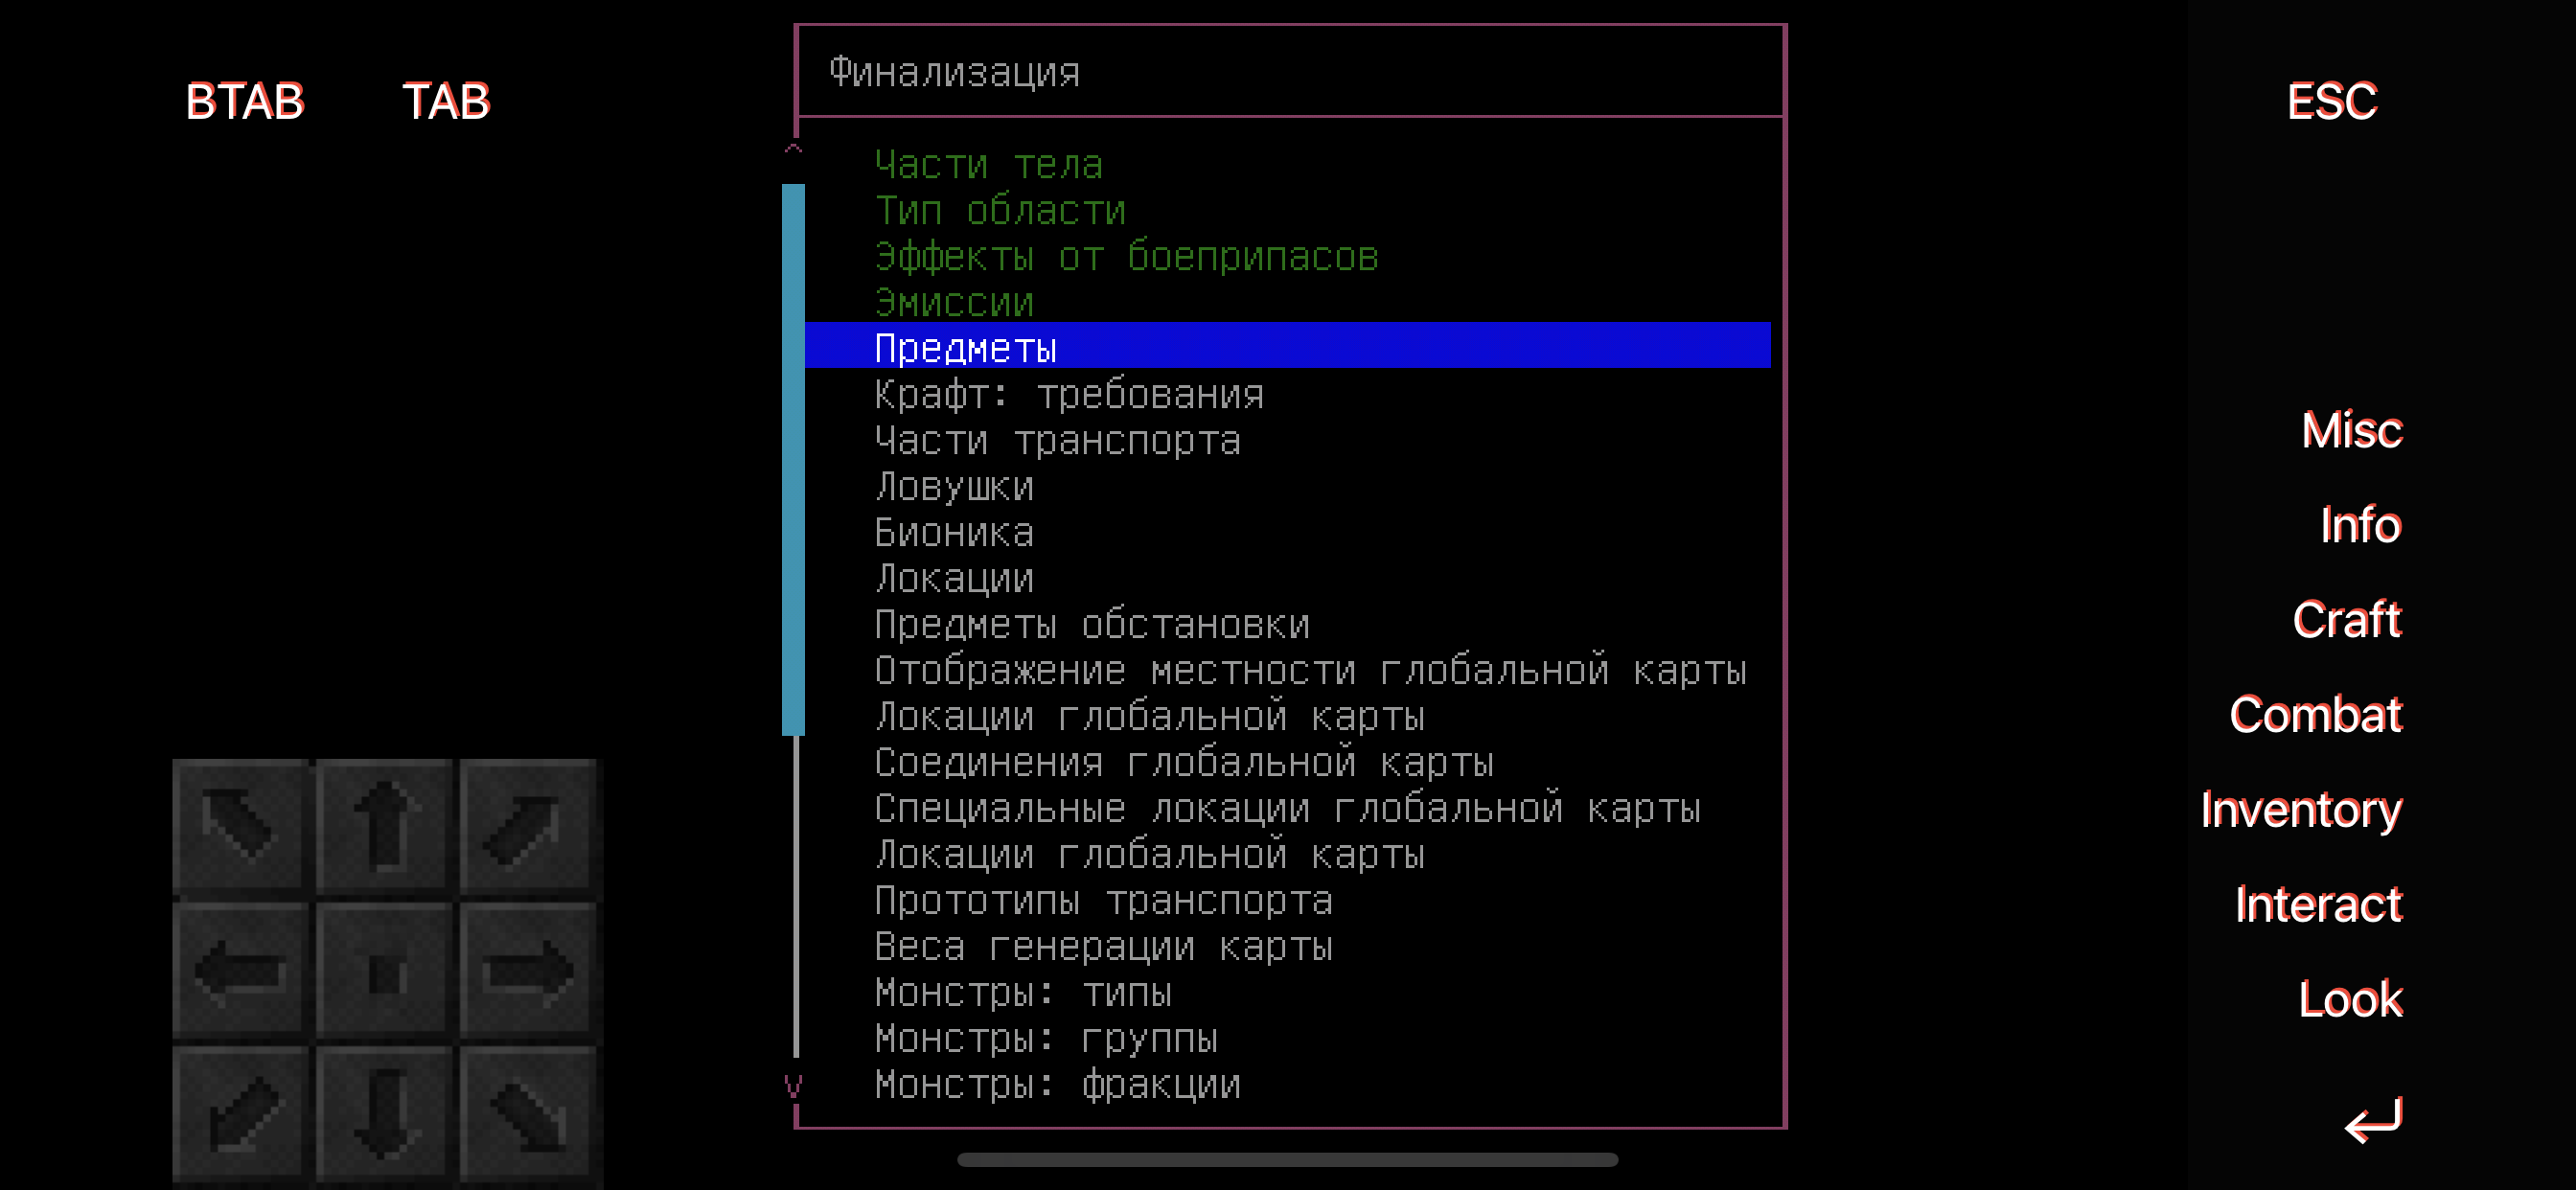 BTAB TAB
Финализация
ESC
^
Части тела
Тип области
Эффекты от боеприпасов
Эмиссии
Предметы
Крафт: требования
Части транспорта
Ловушки
Бионика
Локации
Предметы обстановки
Отображение местности глобальной карты
Локации глобальной карты
Соединения глобальной карты
Специальные локации глобальной карты
Локации глобальной карты
Прототипы транспорта
Веса генерации карты
Монстры: типы
Монстры: группы
Монстры: фракции
v
Misc
Info
Craft
Combat
Inventory
Interact
Look